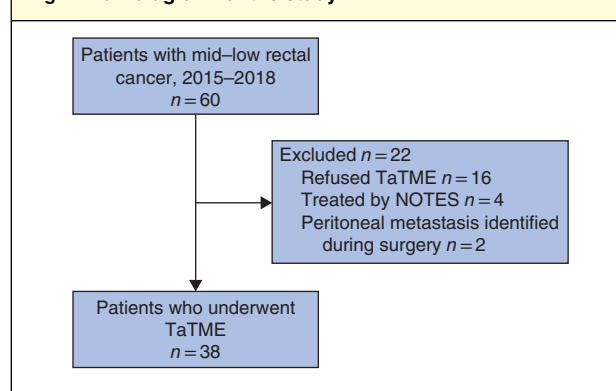 Patients with mid–low rectal
cancer, 2015–2018
n = 60
Excluded n = 22
Refused TaTME n = 16
Treated by NOTES n = 4
Peritoneal metastasis identified
during surgery n = 2
Patients who underwent
TaTME
n = 38